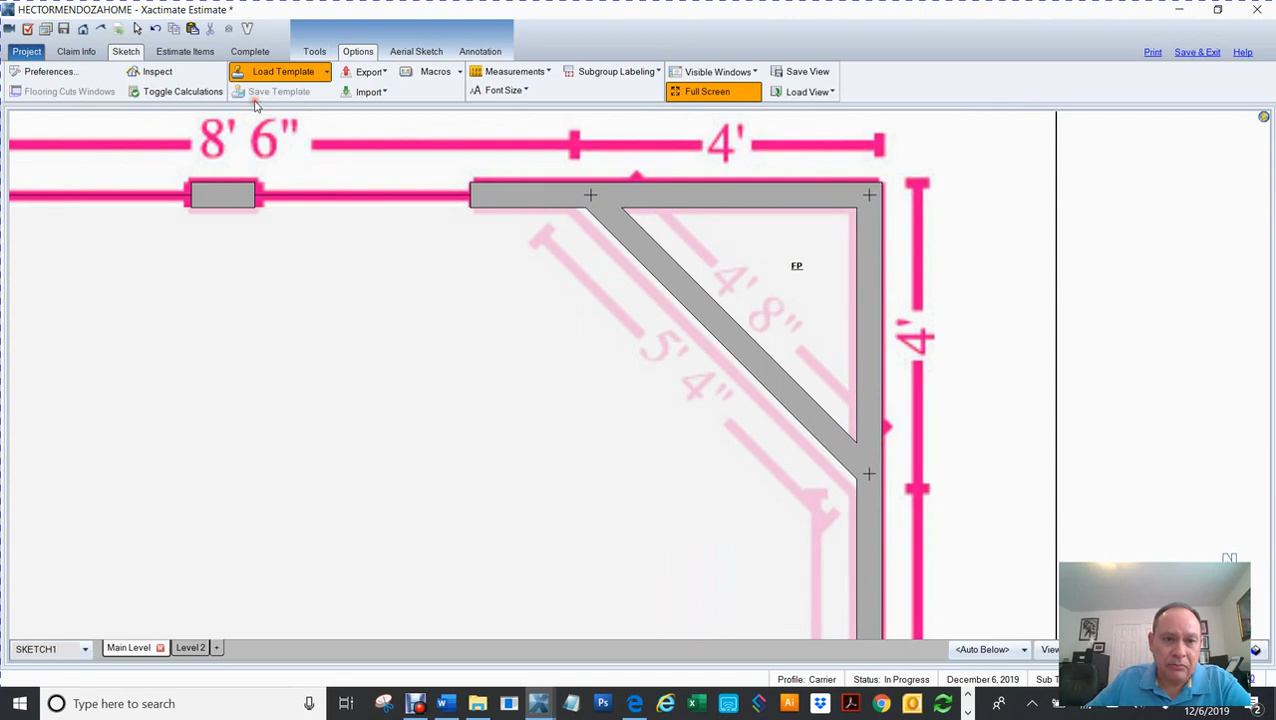 HECTORMENDOZAHOME - Xactimate Estimate *
Project Claim Info Sketch Estimate Items Complete Tools Options Aerial Sketch Annotation Print Save & Exit Help
Preferences... Inspect Load Template Export Macros Measurements Subgroup Labeling Visible Windows Save View
Flooring Cuts Windows Toggle Calculations Save Template Import Font Size Full Screen Load View
8' 6" 4'
FP
4' 8"
4'
5' 4"
SKETCH1 Main Level Level 2 + <Auto Below>
Profile: Carrier December 6, 2019 In Progress
Type here to search
12/6/2019